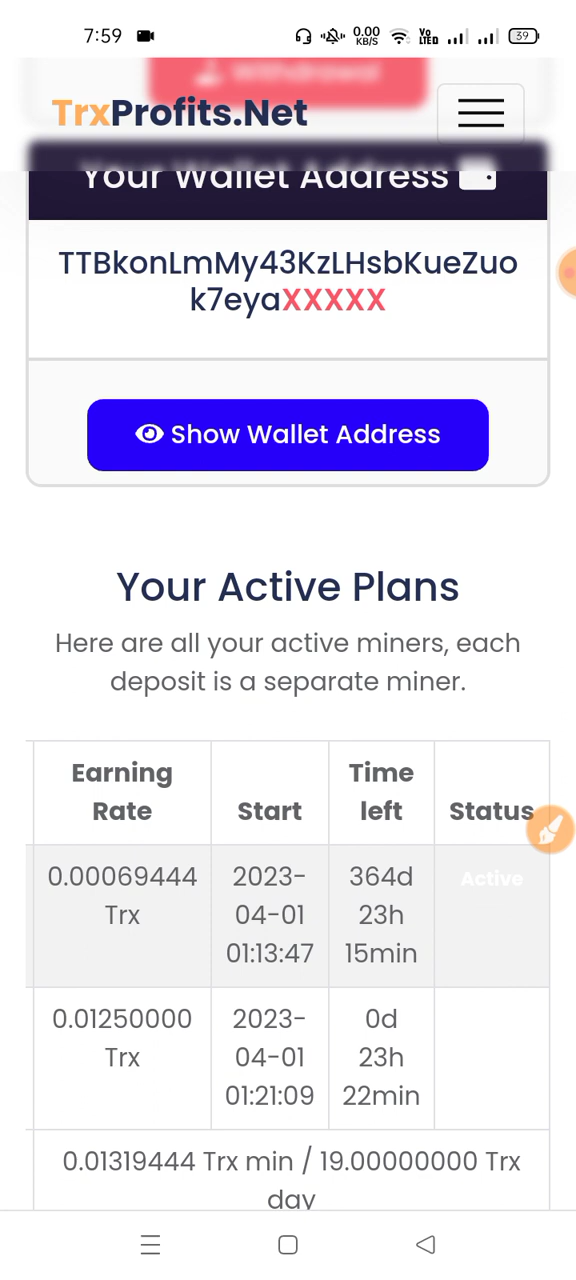 7:59
0.00 KB/S
VoLTED
39
Withdrawal
TrxProfits.Net
Your Wallet Address
TTBkonLmMy43KzLHsbKueZuo
k7eyaXXXXX
Show Wallet Address
Your Active Plans
Here are all your active miners, each
deposit is a separate miner.
Earning Rate
Start
Time left
Status
0.00069444 Trx
2023-04-01 01:13:47
364d 23h 15min
Active
0.01250000 Trx
2023-04-01 01:21:09
0d 23h 22min
0.01319444 Trx min / 19.00000000 Trx
day